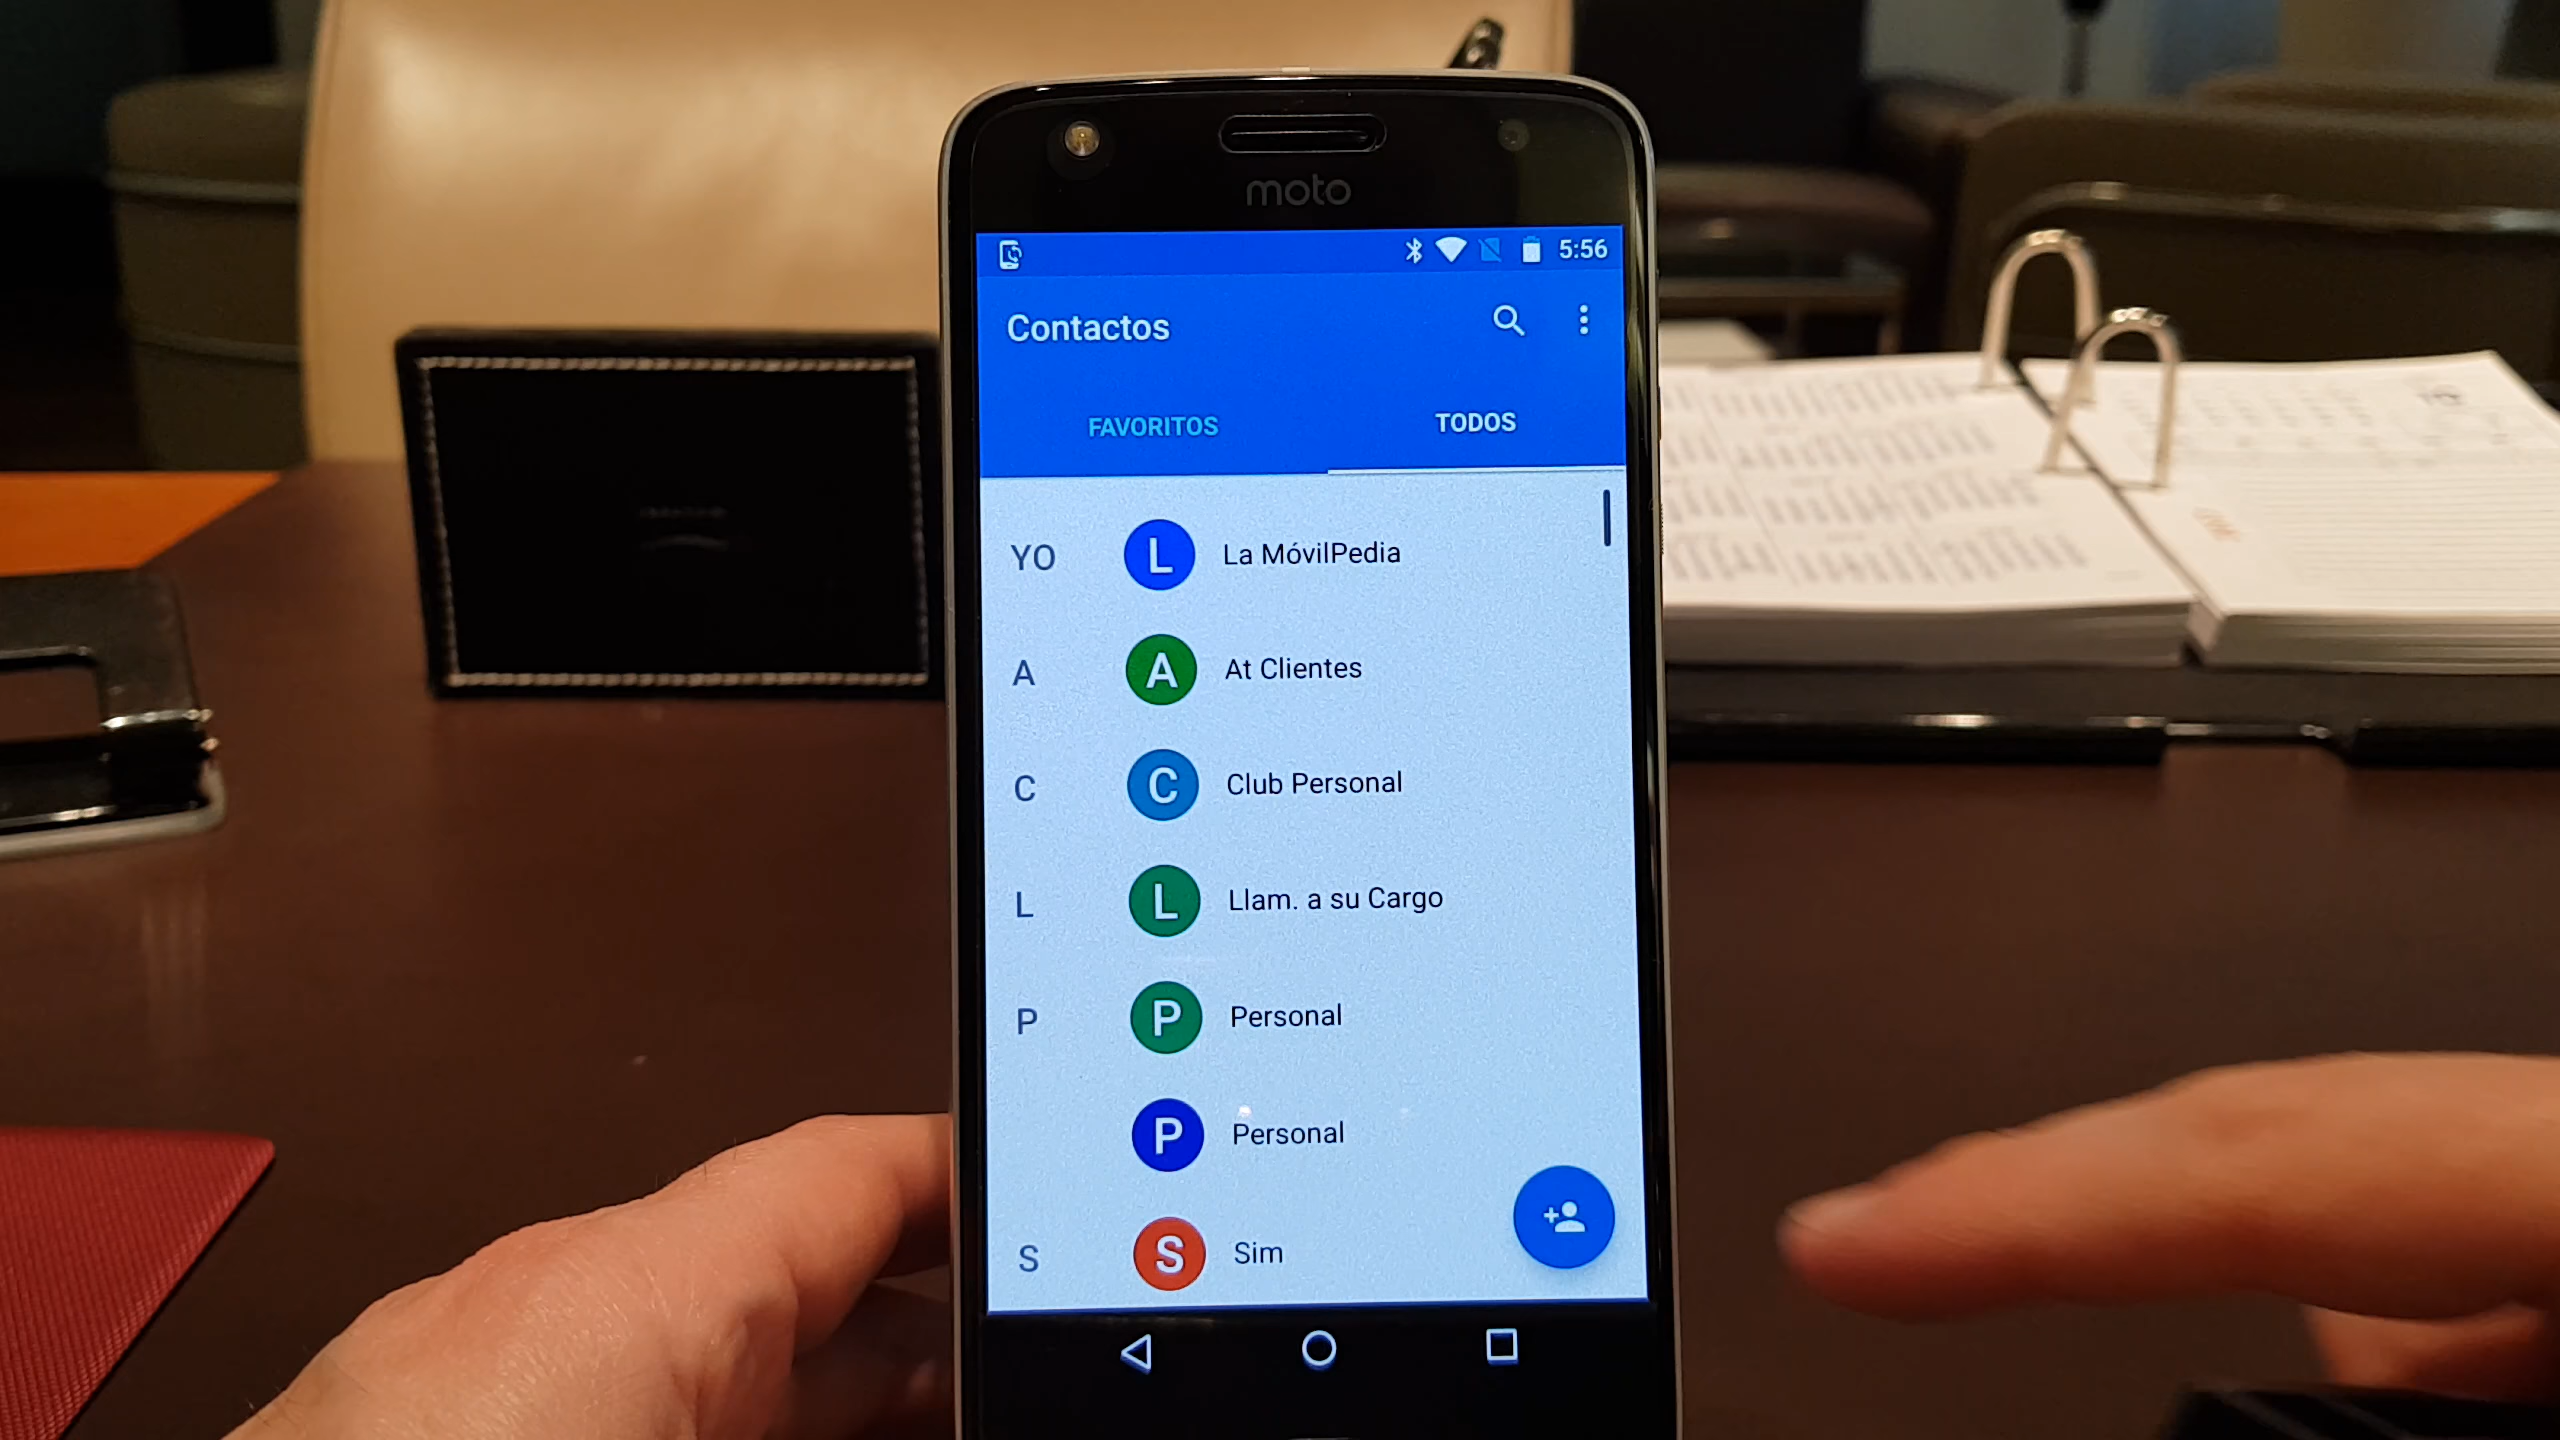 moto
5:56
Contactos
FAVORITOS TODOS
YO L La MóvilPedia
A A At Clientes
C C Club Personal
L L Llam. a su Cargo
P P Personal
P Personal
S S Sim